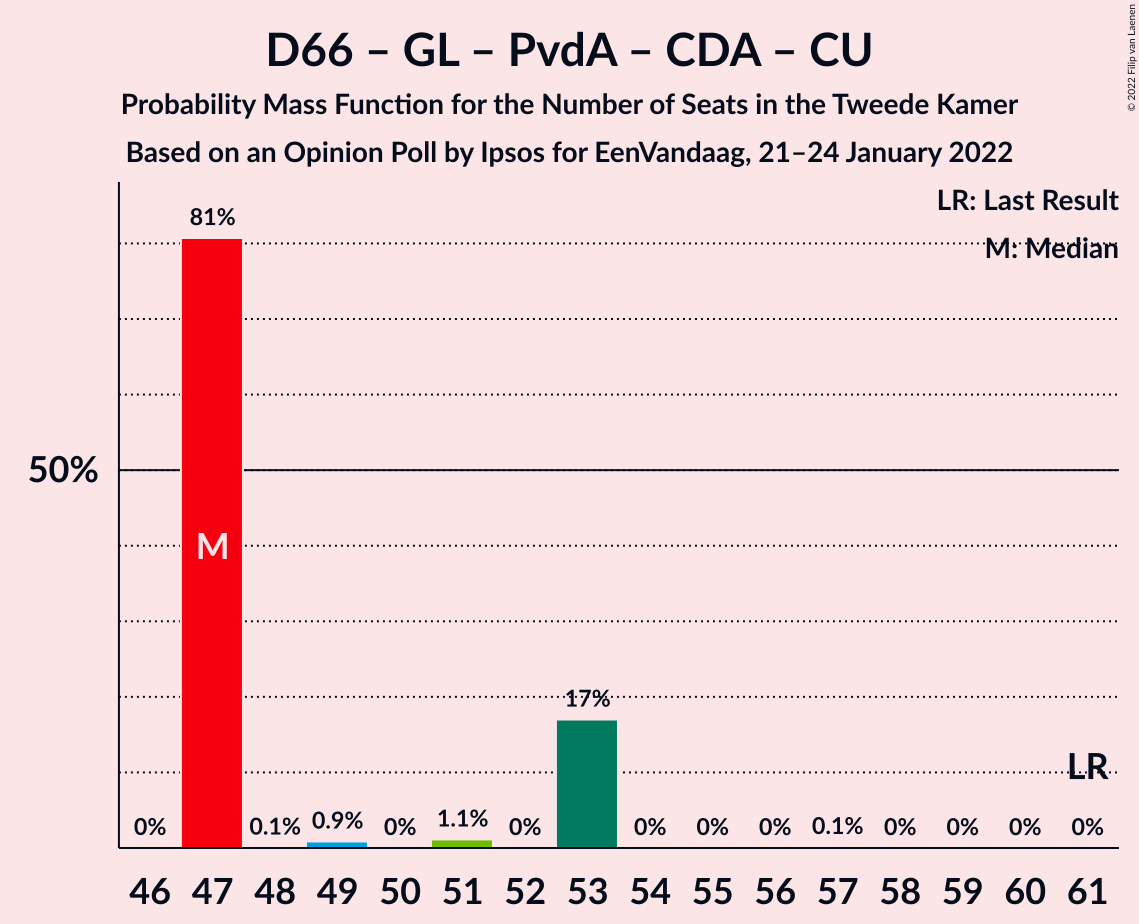 D66 – GL – PvdA – CDA – CU
Probability Mass Function for the Number of Seats in the Tweede Kamer
Based on an Opinion Poll by Ipsos for EenVandaag, 21–24 January 2022
© 2022 Filip van Laenen
LR: Last Result
M: Median
81%
50%
M
17%
LR
0% 0.1% 0.9% 0% 1.1% 0% 0% 0% 0% 0.1% 0% 0% 0% 0%
46 47 48 49 50 51 52 53 54 55 56 57 58 59 60 61